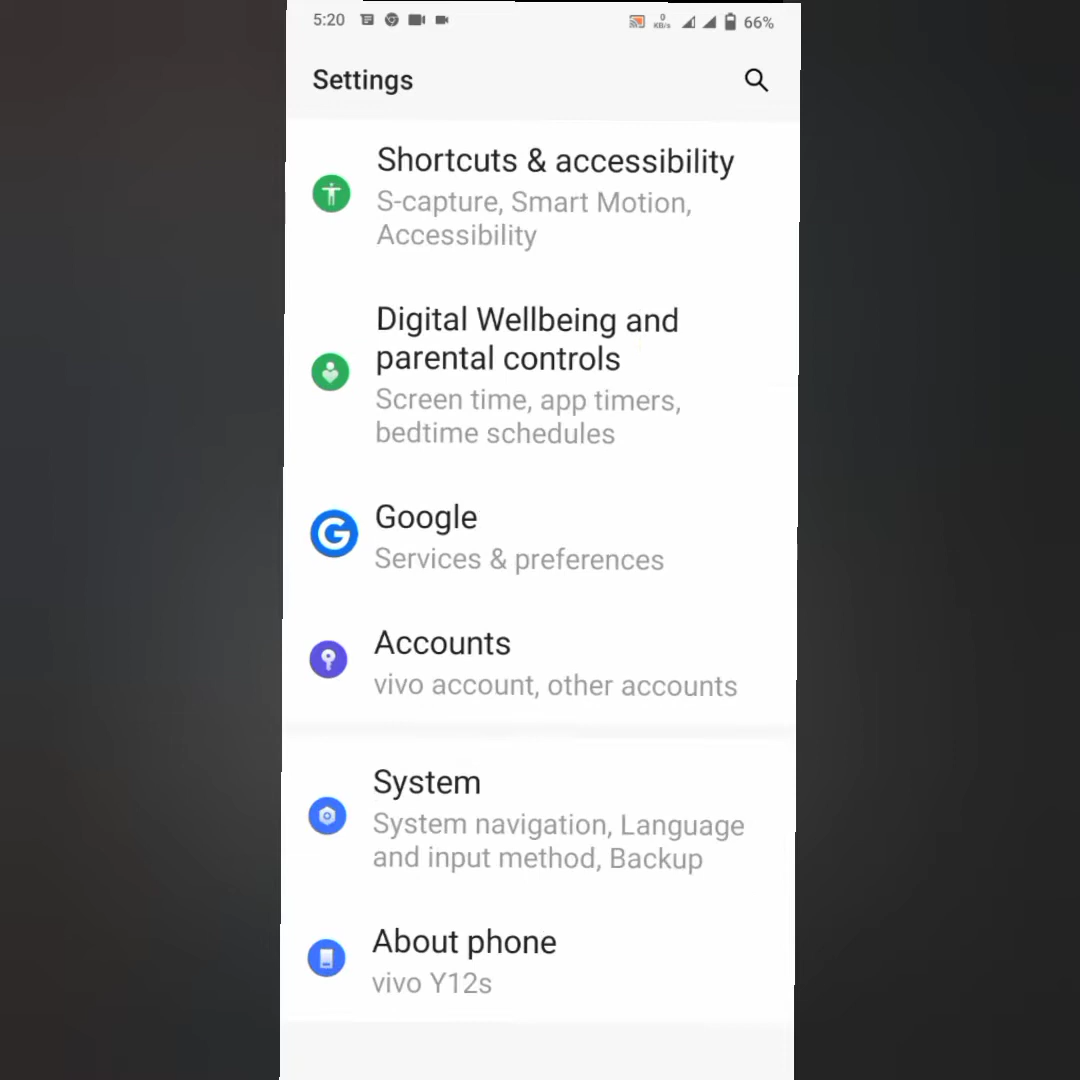 5:20 0 KB/s 66%
Settings
Shortcuts & accessibility
S-capture, Smart Motion,
Accessibility
Digital Wellbeing and
parental controls
Screen time, app timers,
bedtime schedules
Google
Services & preferences
Accounts
vivo account, other accounts
System
System navigation, Language
and input method, Backup
About phone
vivo Y12s